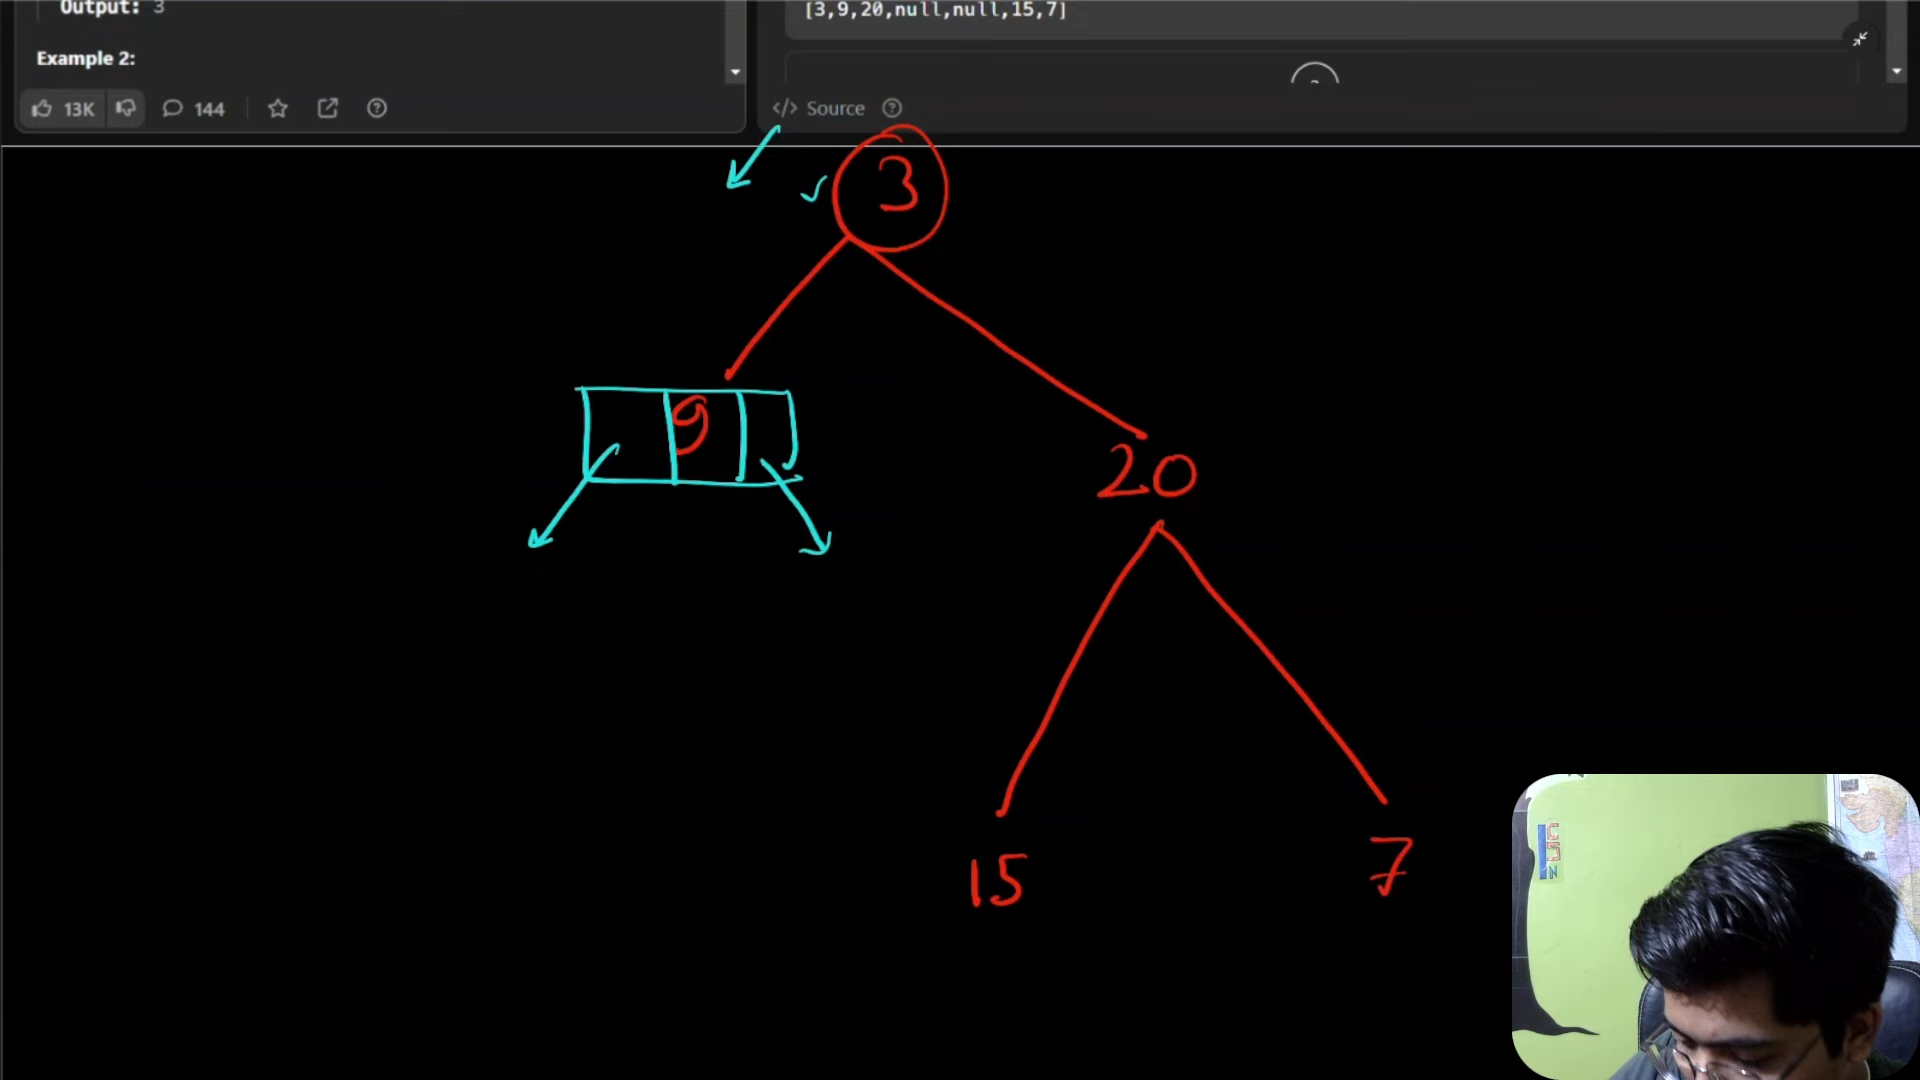 Output: 3
[3,9,20,null,null,15,7]
Example 2:
13K 144
</> Source
3
9
20
15
7